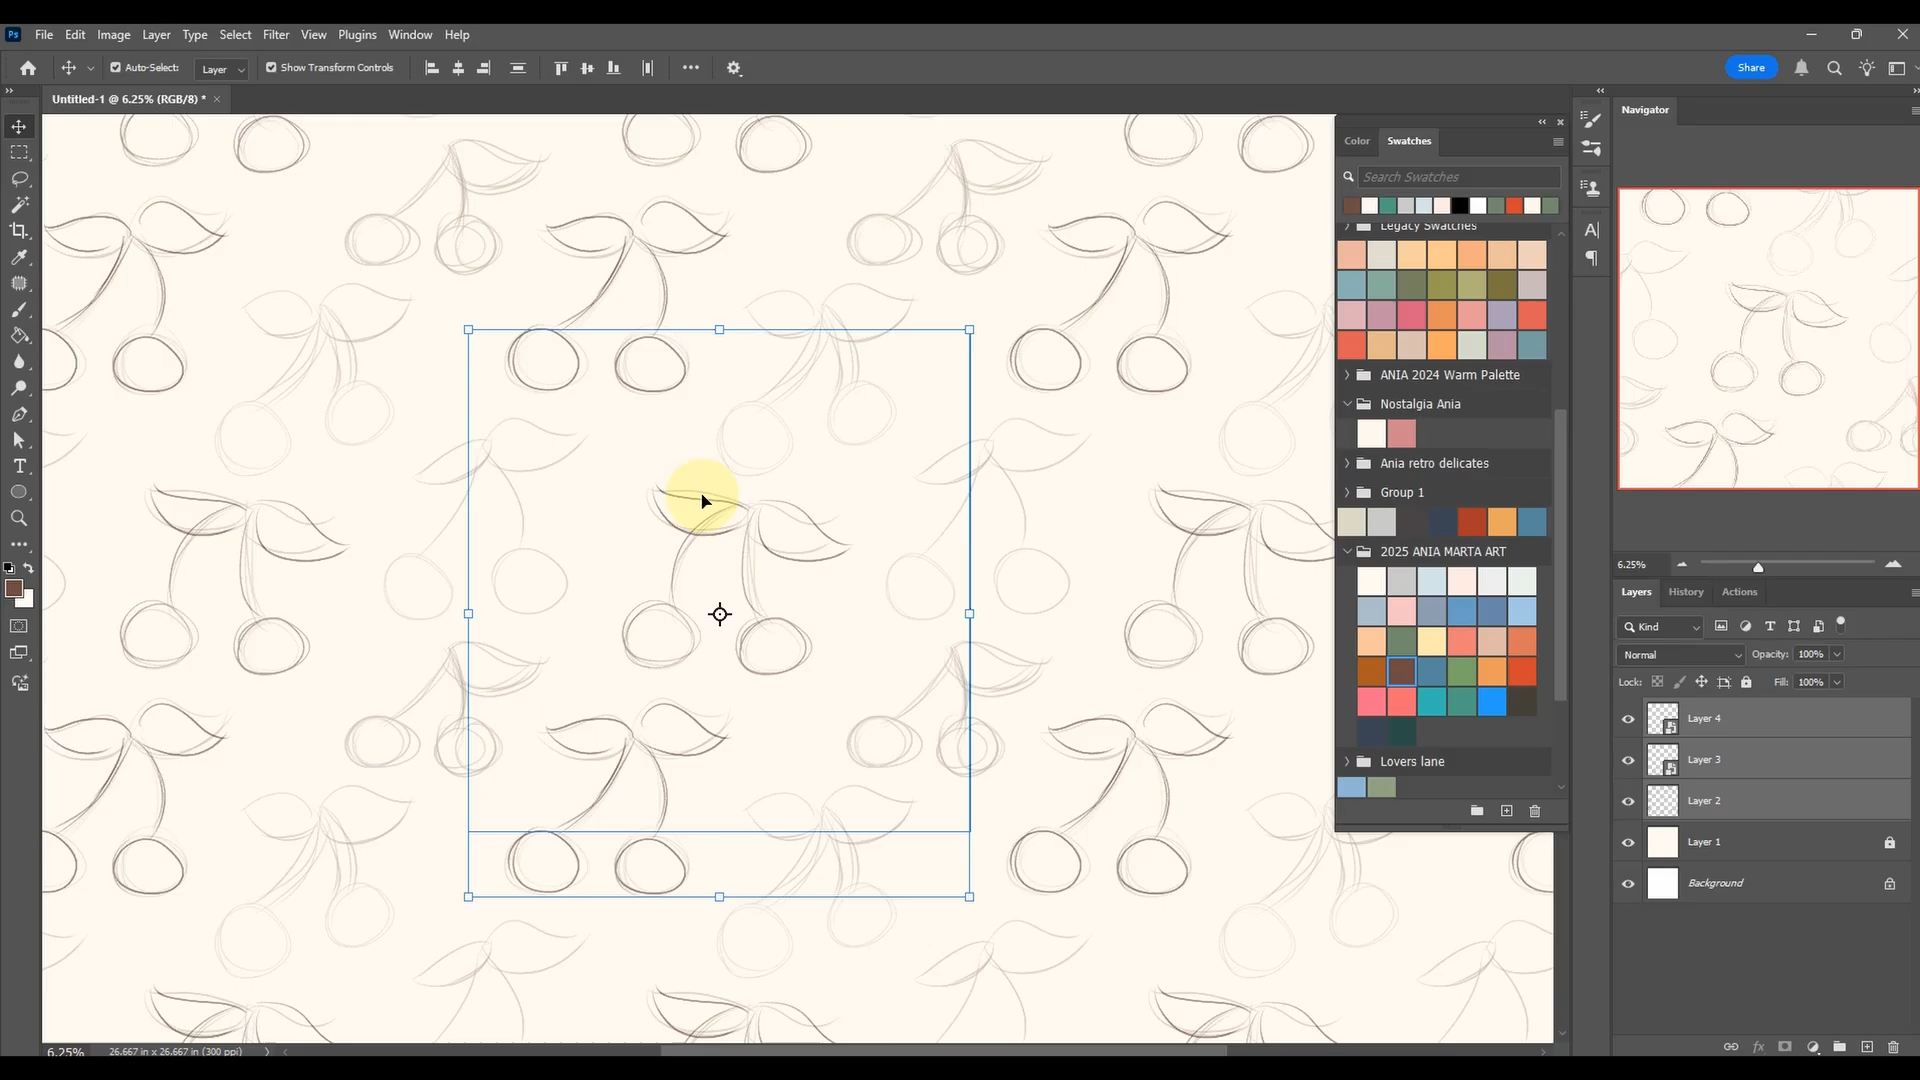 Ps File Edit Image Layer Type Select Filter View Plugins Window Help
Auto-Select: Layer Show Transform Controls Share
Untitled-1 @ 6.25% (RGB/8) *
Color Swatches
Search Swatches
Legacy Swatches
ANIA 2024 Warm Palette
Nostalgia Ania
Ania retro delicates
Group 1
2025 ANIA MARTA ART
Lovers lane
Navigator
6.25%
Layers History Actions
Kind
Normal Opacity: 100%
Lock: Fill: 100%
Layer 4
Layer 3
Layer 2
Layer 1
Background
6.25% 26.667 in x 26.667 in (300 ppi)